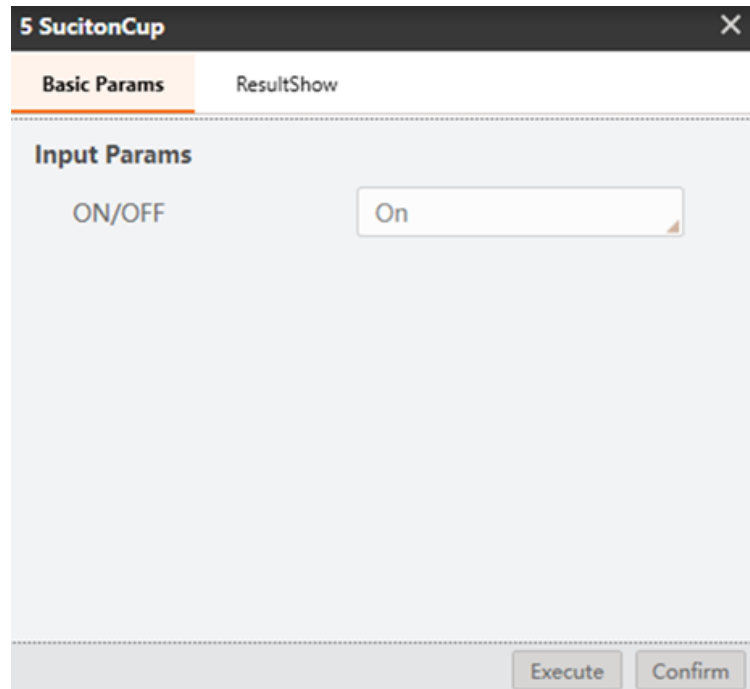 5 SucitonCup
Basic Params ResultShow
Input Params
ON/OFF On
Execute Confirm